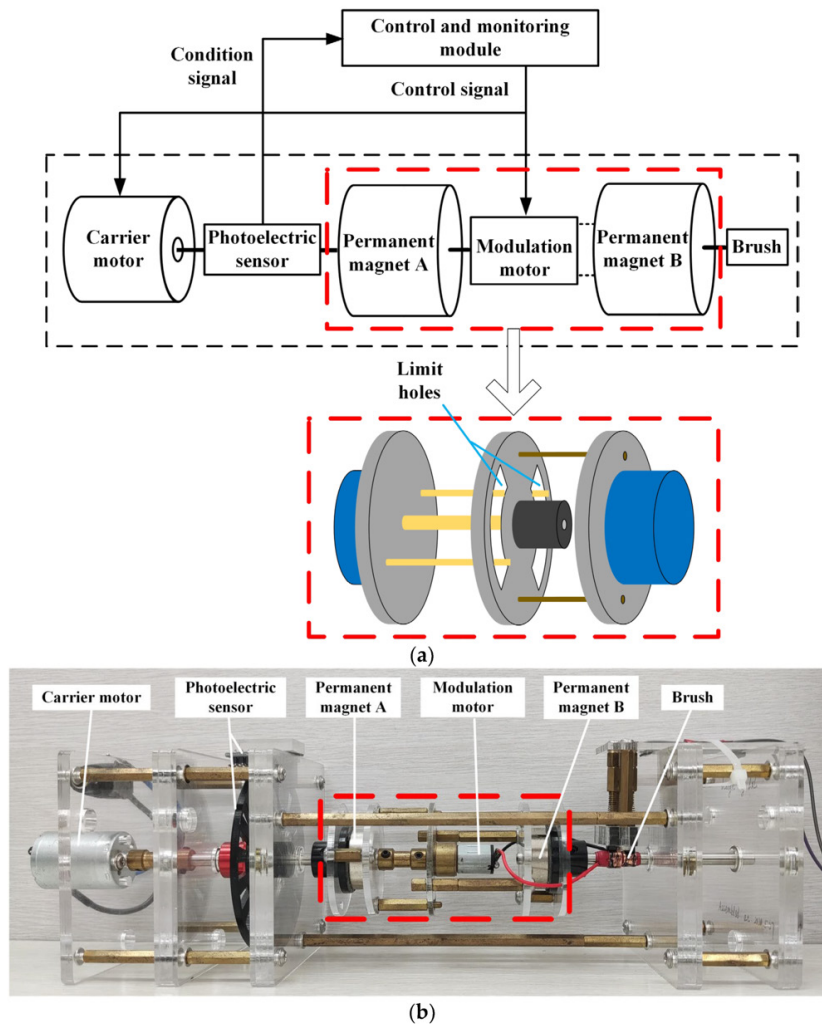 Control and monitoring
module
Condition
signal
Control signal
Carrier
motor
Photoelectric
sensor
Permanent
magnet A
Modulation
motor
Permanent
magnet B
Brush
Limit
holes
(a)
Carrier motor
Photoelectric
sensor
Permanent
magnet A
Modulation
motor
Permanent
magnet B
Brush
(b)